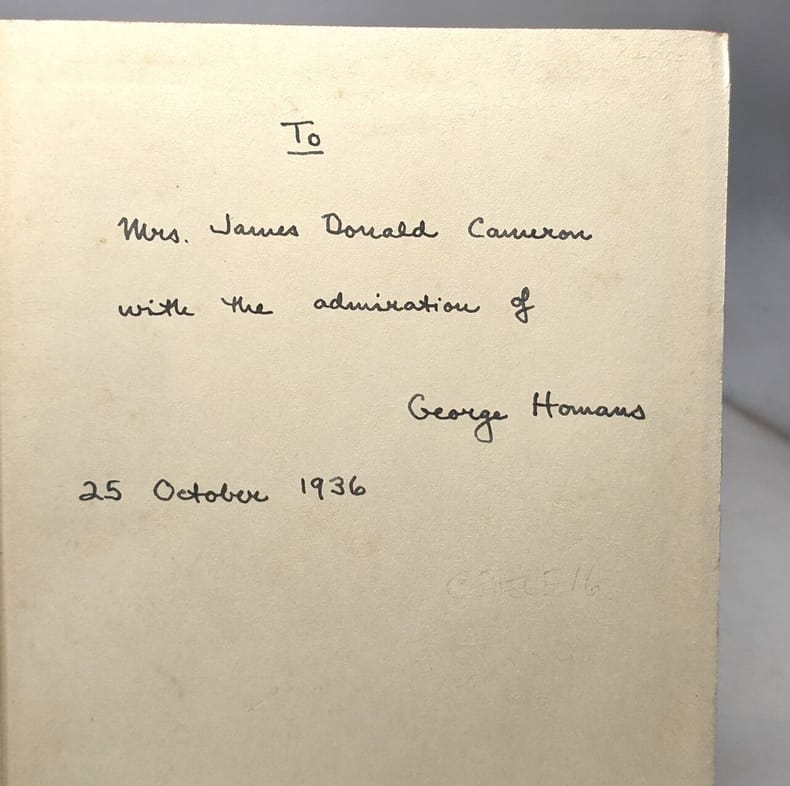 To
Mrs. James Donald Cameron
with the admiration of
George Homans
25 October 1936